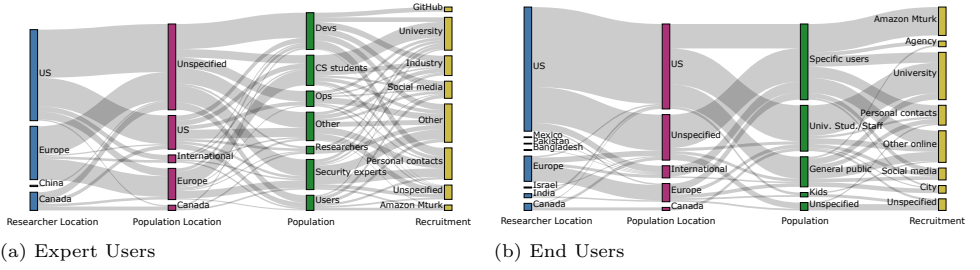 US
Europe
China
Canada
Researcher Location
Unspecified
US
International
Europe
Canada
Population Location
Devs
CS students
Ops
Other
Researchers
Security experts
Users
Population
GitHub
University
Industry
Social media
Other
Personal contacts
Unspecified
Amazon Mturk
Recruitment
(a) Expert Users
US
Mexico
Pakistan
Bangladesh
Europe
Israel
India
Canada
Researcher Location
US
Unspecified
International
Europe
Canada
Population Location
Specific users
Univ. Stud./Staff
General public
Kids
Unspecified
Population
Amazon Mturk
Agency
University
Personal contacts
Other online
Social media
City
Unspecified
Recruitment
(b) End Users